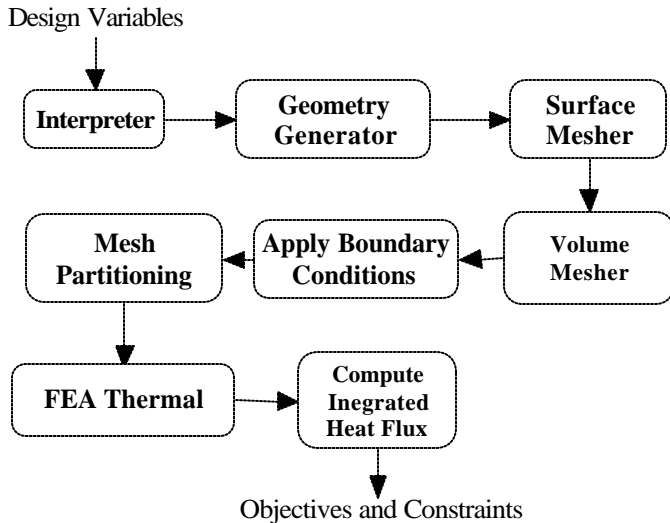 Design Variables
Interpreter
Geometry
Generator
Surface
Mesher
Mesh
Partitioning
Apply Boundary
Conditions
Volume
Mesher
FEA Thermal
Compute
Inegrated
Heat Flux
Objectives and Constraints